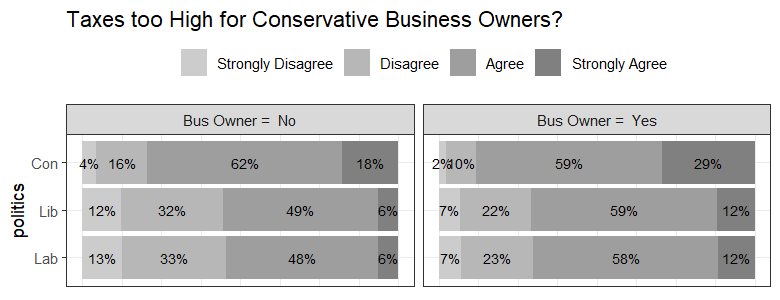 Taxes too High for Conservative Business Owners?
Strongly Disagree Disagree Agree Strongly Agree
Bus Owner = No Bus Owner = Yes
politics
Con 4% 16% 62% 18% 2% 10% 59% 29%
Lib 12% 32% 49% 6% 7% 22% 59% 12%
Lab 13% 33% 48% 6% 7% 23% 58% 12%